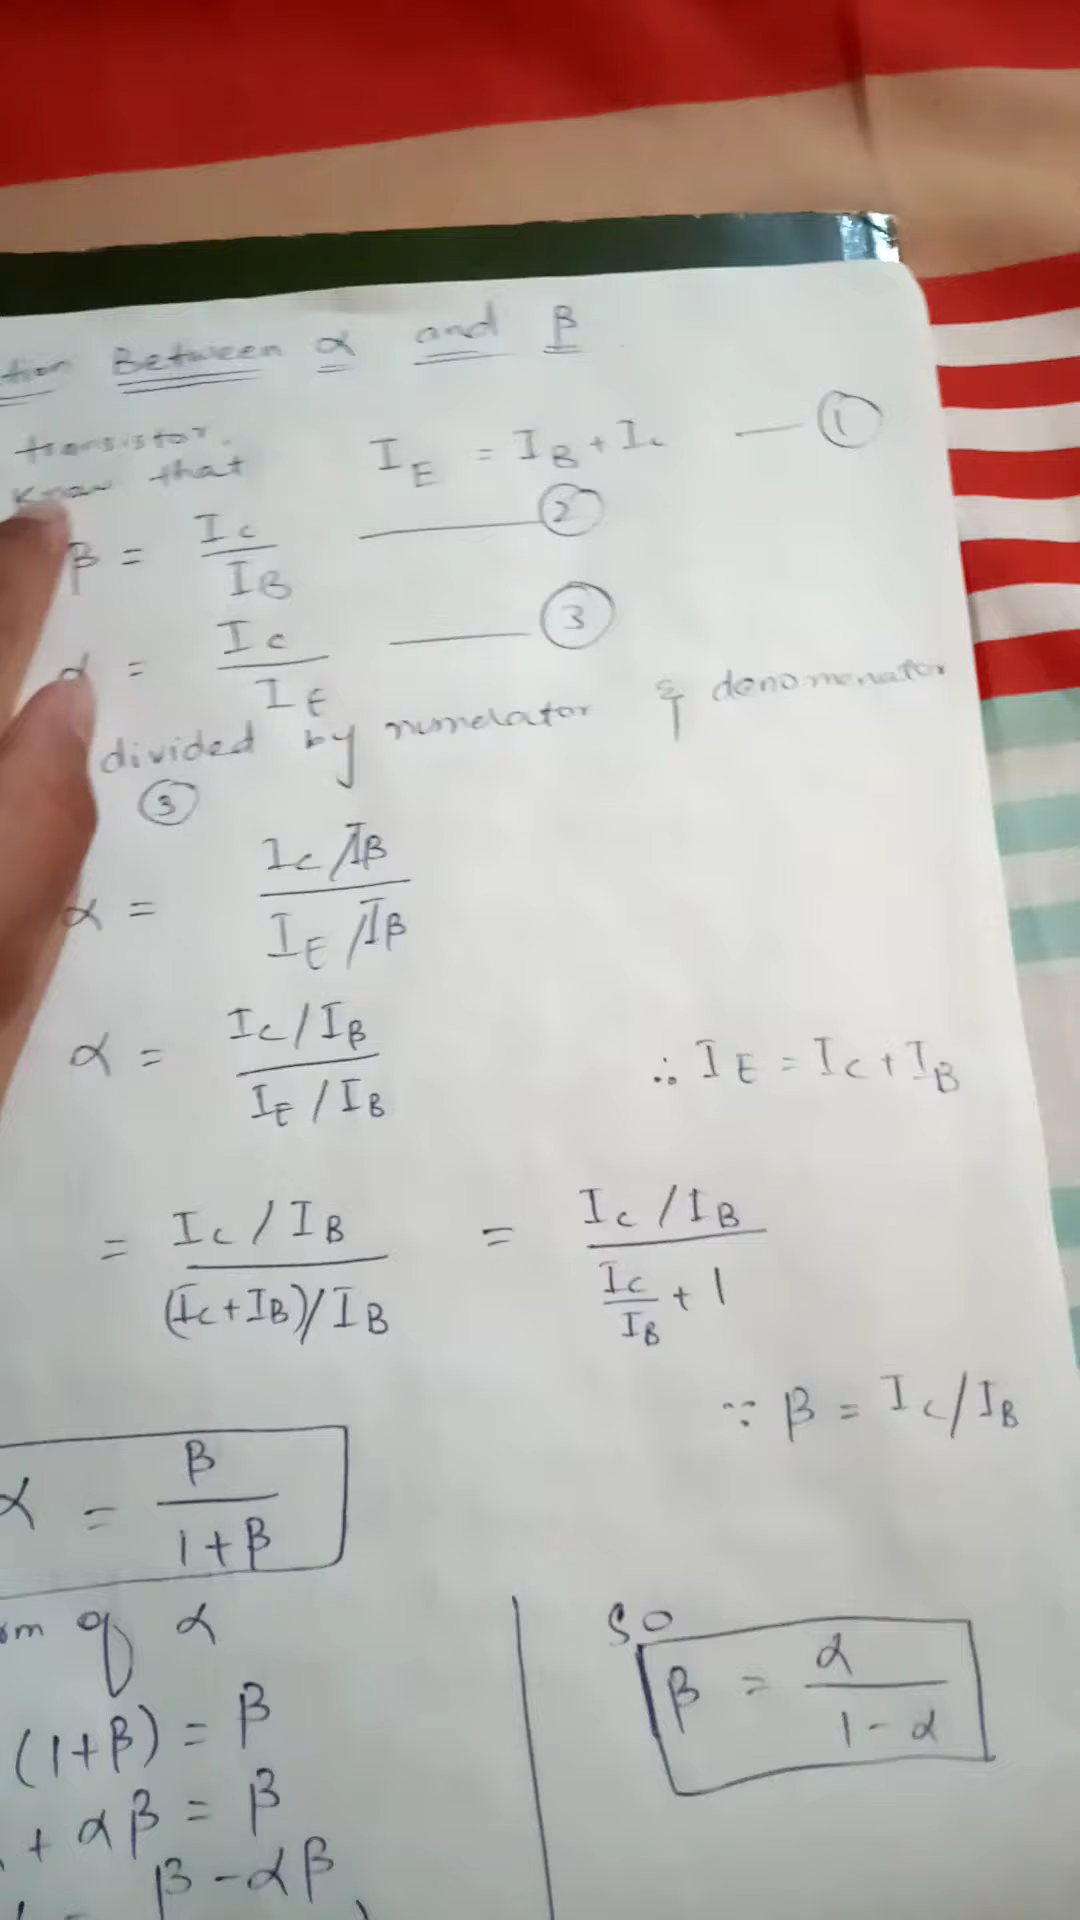 tion Between α and β
transistor.
know that I_E = I_B + I_c — ①
β = I_c / I_B — ②
α = I_c / I_E — ③
divided by numerator & denomenator
③
α = (I_c / I_B) / (I_E / I_B)
α = (I_c / I_B) / (I_E / I_B) ∴ I_E = I_c + I_B
= (I_c / I_B) / ((I_c + I_B) / I_B) = (I_c / I_B) / (I_c / I_B + 1)
∵ β = I_c / I_B
α = β / (1 + β)
of α
(1 + β) = β
+ αβ = β
β - αβ
So
β = α / (1 - α)